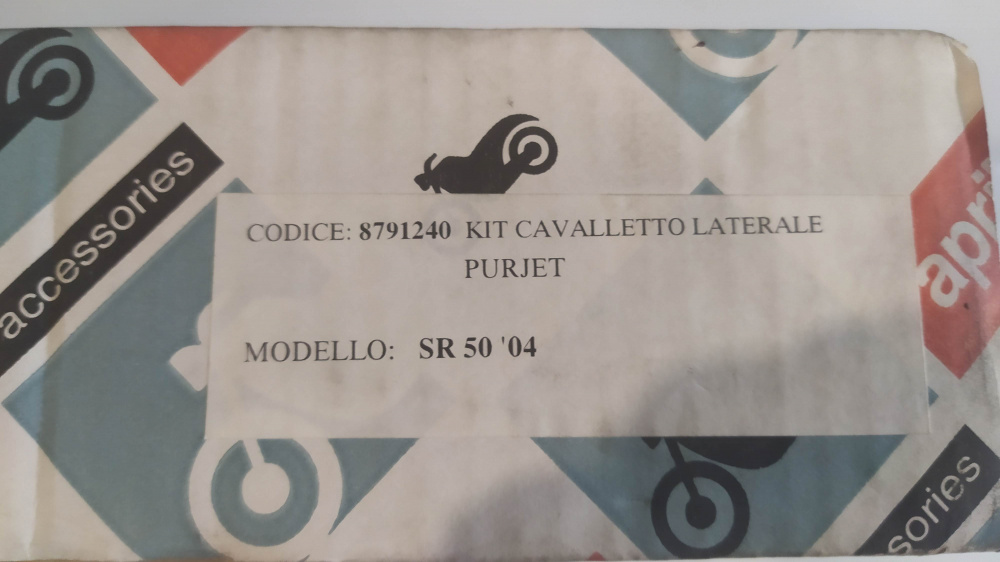 accessories
CODICE: 8791240 KIT CAVALLETTO LATERALE
PURJET
MODELLO: SR 50 '04
apri
sories